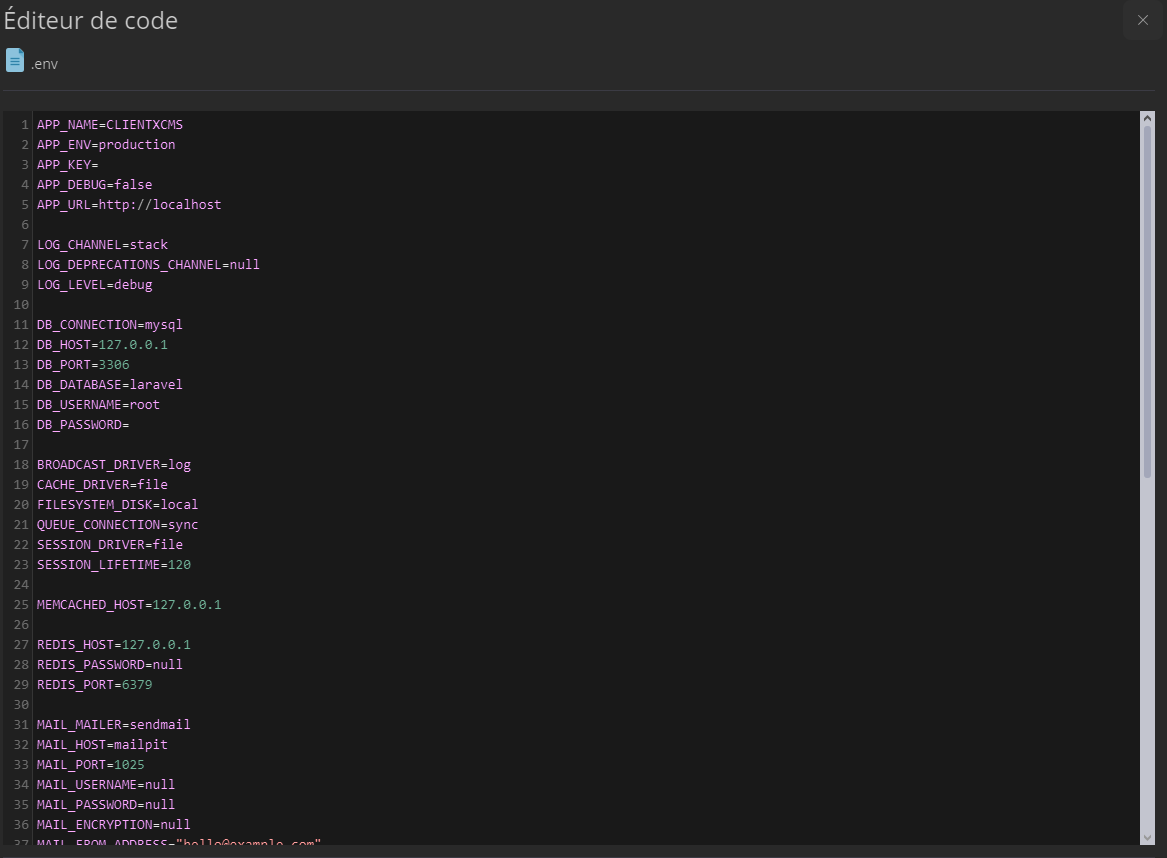 Éditeur de code
.env
1 APP_NAME=CLIENTXCMS
2 APP_ENV=production
3 APP_KEY=
4 APP_DEBUG=false
5 APP_URL=http://localhost
6
7 LOG_CHANNEL=stack
8 LOG_DEPRECATIONS_CHANNEL=null
9 LOG_LEVEL=debug
10
11 DB_CONNECTION=mysql
12 DB_HOST=127.0.0.1
13 DB_PORT=3306
14 DB_DATABASE=laravel
15 DB_USERNAME=root
16 DB_PASSWORD=
17
18 BROADCAST_DRIVER=log
19 CACHE_DRIVER=file
20 FILESYSTEM_DISK=local
21 QUEUE_CONNECTION=sync
22 SESSION_DRIVER=file
23 SESSION_LIFETIME=120
24
25 MEMCACHED_HOST=127.0.0.1
26
27 REDIS_HOST=127.0.0.1
28 REDIS_PASSWORD=null
29 REDIS_PORT=6379
30
31 MAIL_MAILER=sendmail
32 MAIL_HOST=mailpit
33 MAIL_PORT=1025
34 MAIL_USERNAME=null
35 MAIL_PASSWORD=null
36 MAIL_ENCRYPTION=null
37 MAIL_FROM_ADDRESS="hello@example.com"